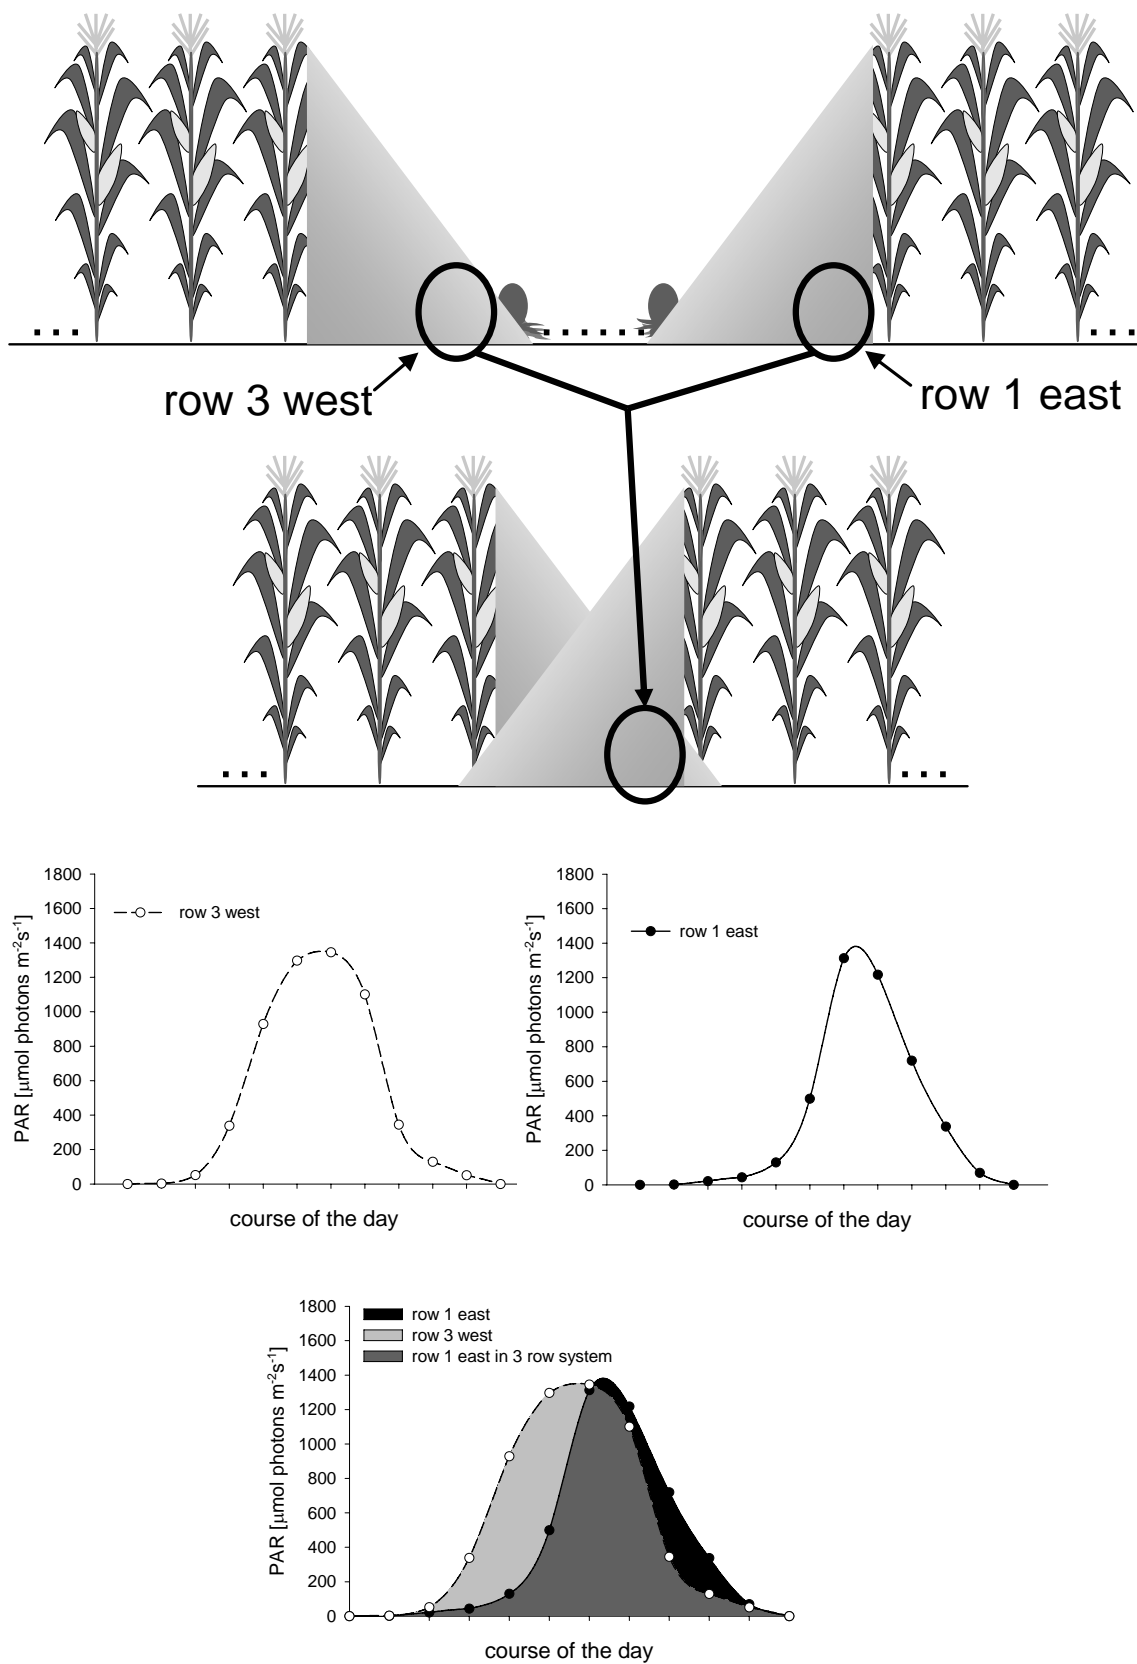 row 3 west
row 1 east
1800
1600
1400
1200
1000
800
600
400
200
0
PAR [µmol photons m-2s-1]
row 3 west
course of the day
1800
1600
1400
1200
1000
800
600
400
200
0
PAR [µmol photons m-2s-1]
row 1 east
course of the day
1800
1600
1400
1200
1000
800
600
400
200
0
PAR [µmol photons m-2s-1]
row 1 east
row 3 west
row 1 east in 3 row system
course of the day